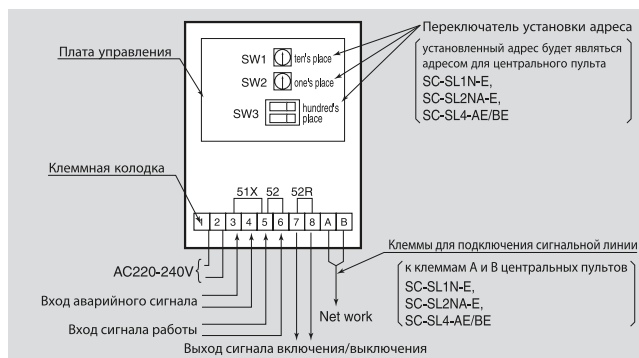 Переключатель установки адреса
установленный адрес будет являться
адресом для центрального пульта
SC-SL1N-E,
SC-SL2NA-E,
SC-SL4-AE/BE
Плата управления
SW1 ten's place
SW2 one's place
SW3 hundred's
place
Клеммная колодка
51X 52 52R
1 2 3 4 5 6 7 8 A B
Клеммы для подключения сигнальной линии
к клеммам А и В центральных пультов
SC-SL1N-E,
SC-SL2NA-E,
SC-SL4-AE/BE
AC220-240V
Вход аварийного сигнала
Net work
Вход сигнала работы
Выход сигнала включения/выключения